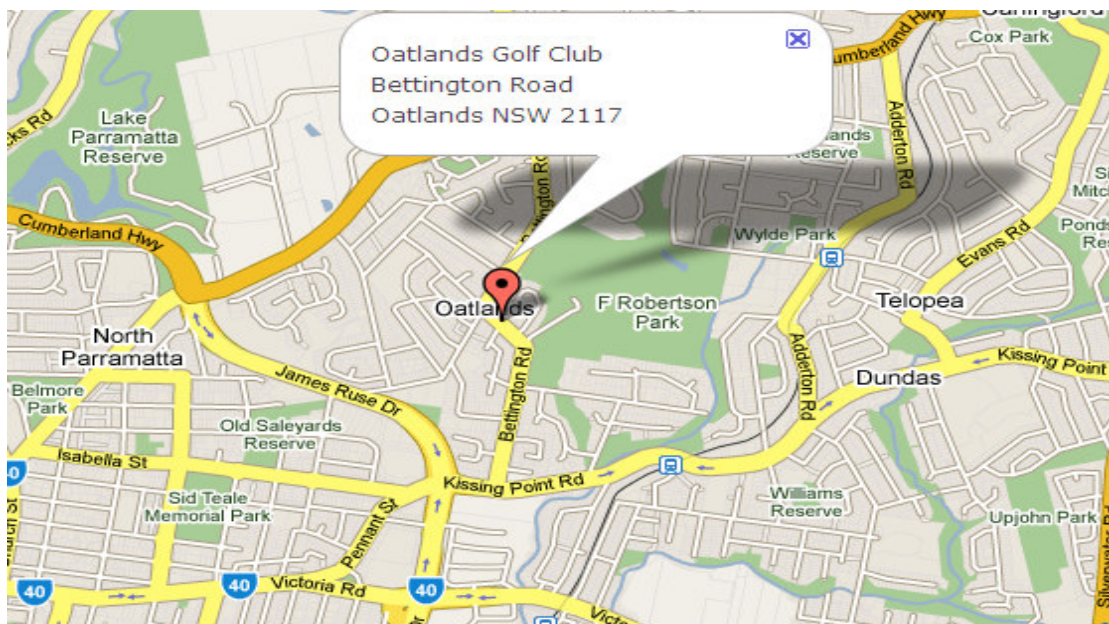 Oatlands Golf Club
Bettington Road
Oatlands NSW 2117
Cumberland Hwy
Cox Park
Lake
Parramatta
Reserve
Adderton Rd
Reserve
Cumberland Hwy
Wylde Park
Evans Rd
Oatlands
F Robertson
Park
Telopea
North
Parramatta
Adderton Rd
Kissing Point
James Ruse Dr
Bettington Rd
Dundas
Belmore
Park
Old Saleyards
Reserve
Isabella St
Kissing Point Rd
Sid Teale
Memorial Park
Pennant St
Williams
Reserve
Upjohn Park
40
Victoria Rd
40
40